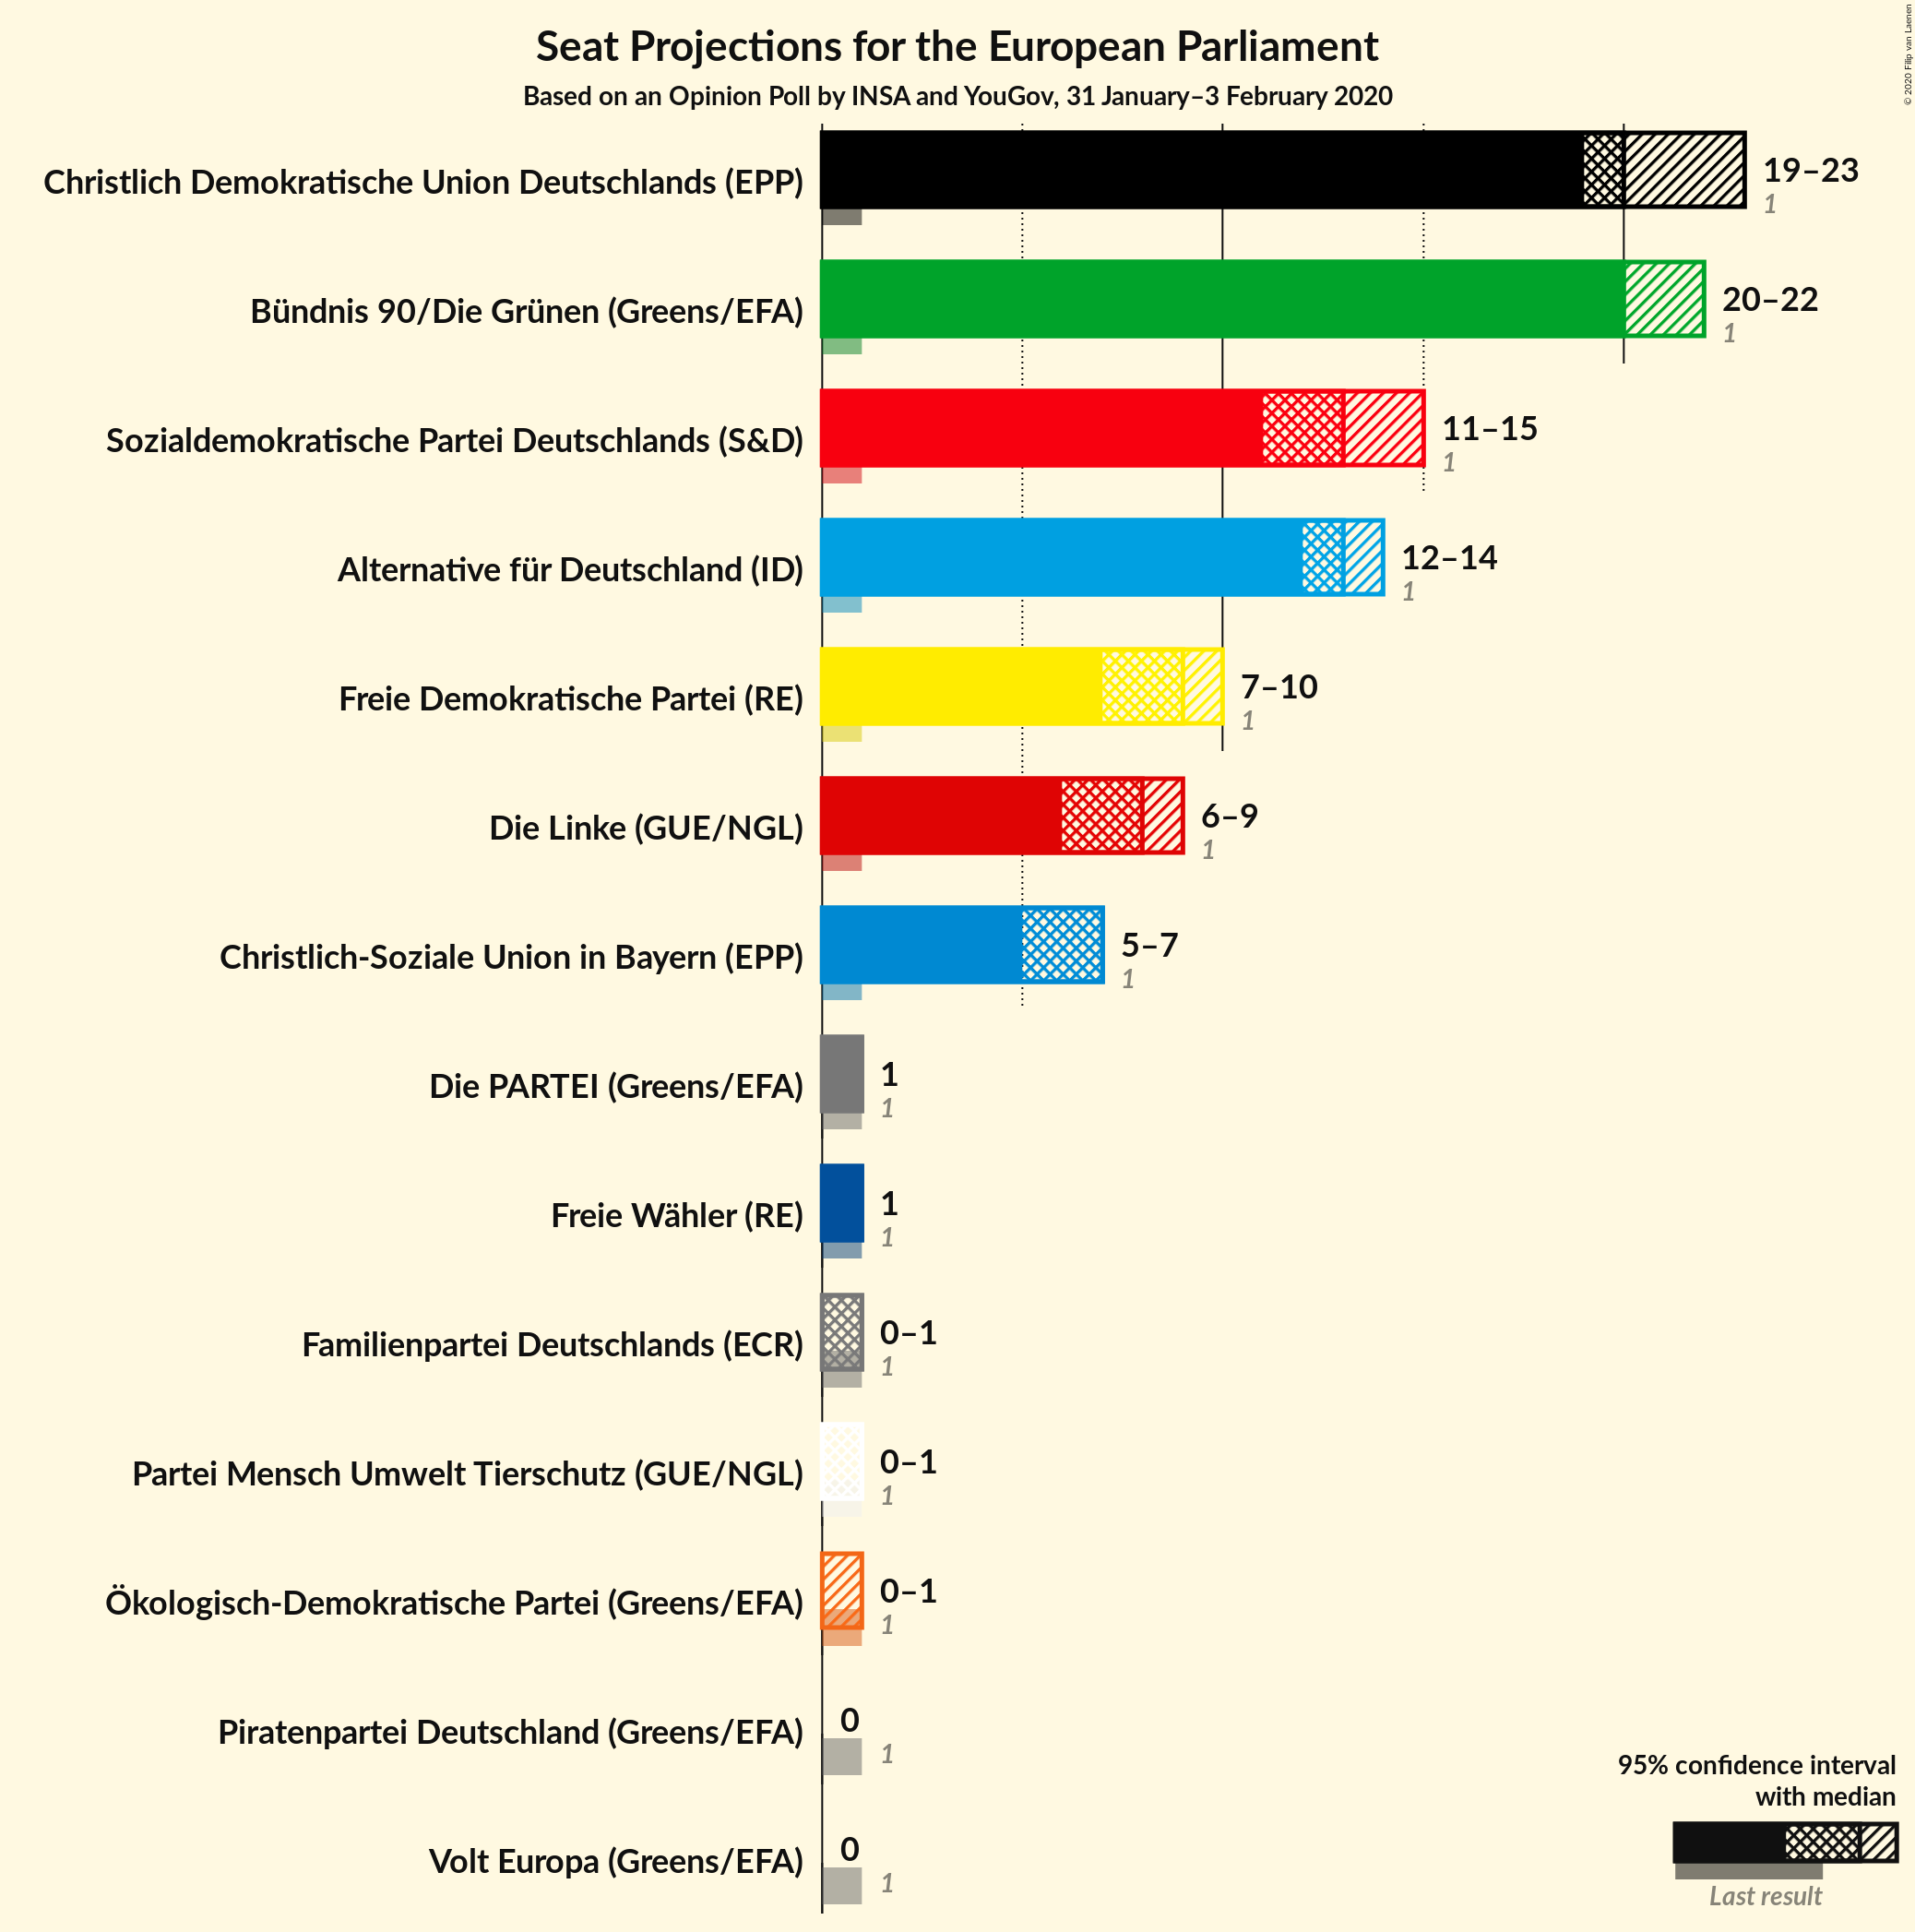 Seat Projections for the European Parliament
Based on an Opinion Poll by INSA and YouGov, 31 January–3 February 2020
© 2020 Filip van Laenen
Christlich Demokratische Union Deutschlands (EPP)
19–23
1
Bündnis 90/Die Grünen (Greens/EFA)
20–22
1
Sozialdemokratische Partei Deutschlands (S&D)
11–15
1
Alternative für Deutschland (ID)
12–14
1
Freie Demokratische Partei (RE)
7–10
1
Die Linke (GUE/NGL)
6–9
1
Christlich-Soziale Union in Bayern (EPP)
5–7
1
Die PARTEI (Greens/EFA)
1
1
Freie Wähler (RE)
1
1
Familienpartei Deutschlands (ECR)
0–1
1
Partei Mensch Umwelt Tierschutz (GUE/NGL)
0–1
1
Ökologisch-Demokratische Partei (Greens/EFA)
0–1
1
Piratenpartei Deutschland (Greens/EFA)
0
1
Volt Europa (Greens/EFA)
0
1
95% confidence interval
with median
Last result